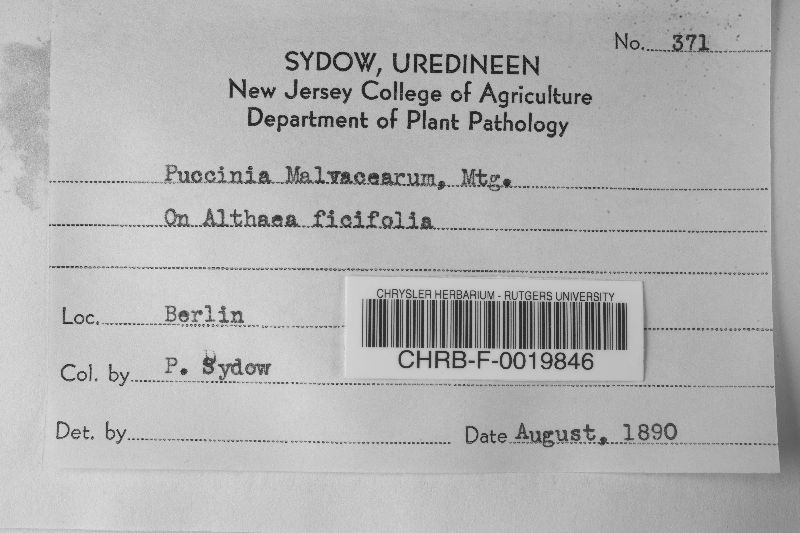 No. 371
SYDOW, UREDINEEN
New Jersey College of Agriculture
Department of Plant Pathology
Puccinia Malvacearum, Mtg.
On Althaea ficifolia
Loc. Berlin
CHRYSLER HERBARIUM - RUTGERS UNIVERSITY
CHRB-F-0019846
Col. by P. Sydow
Det. by
Date August, 1890